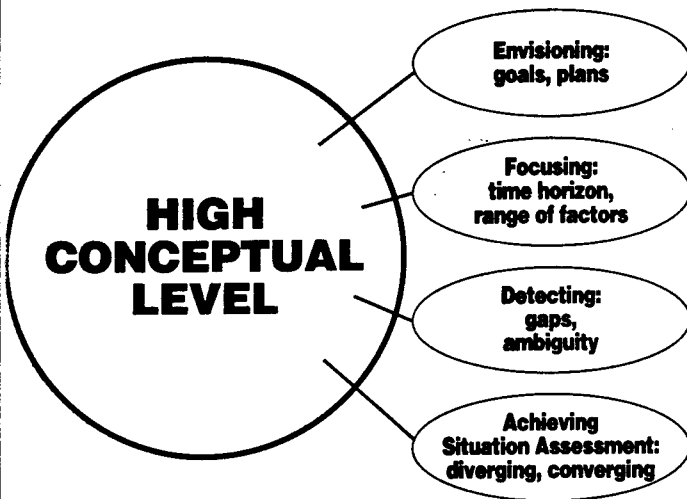 HIGH
CONCEPTUAL
LEVEL
Envisioning:
goals, plans
Focusing:
time horizon,
range of factors
Detecting:
gaps,
ambiguity
Achieving
Situation Assessment:
diverging, converging